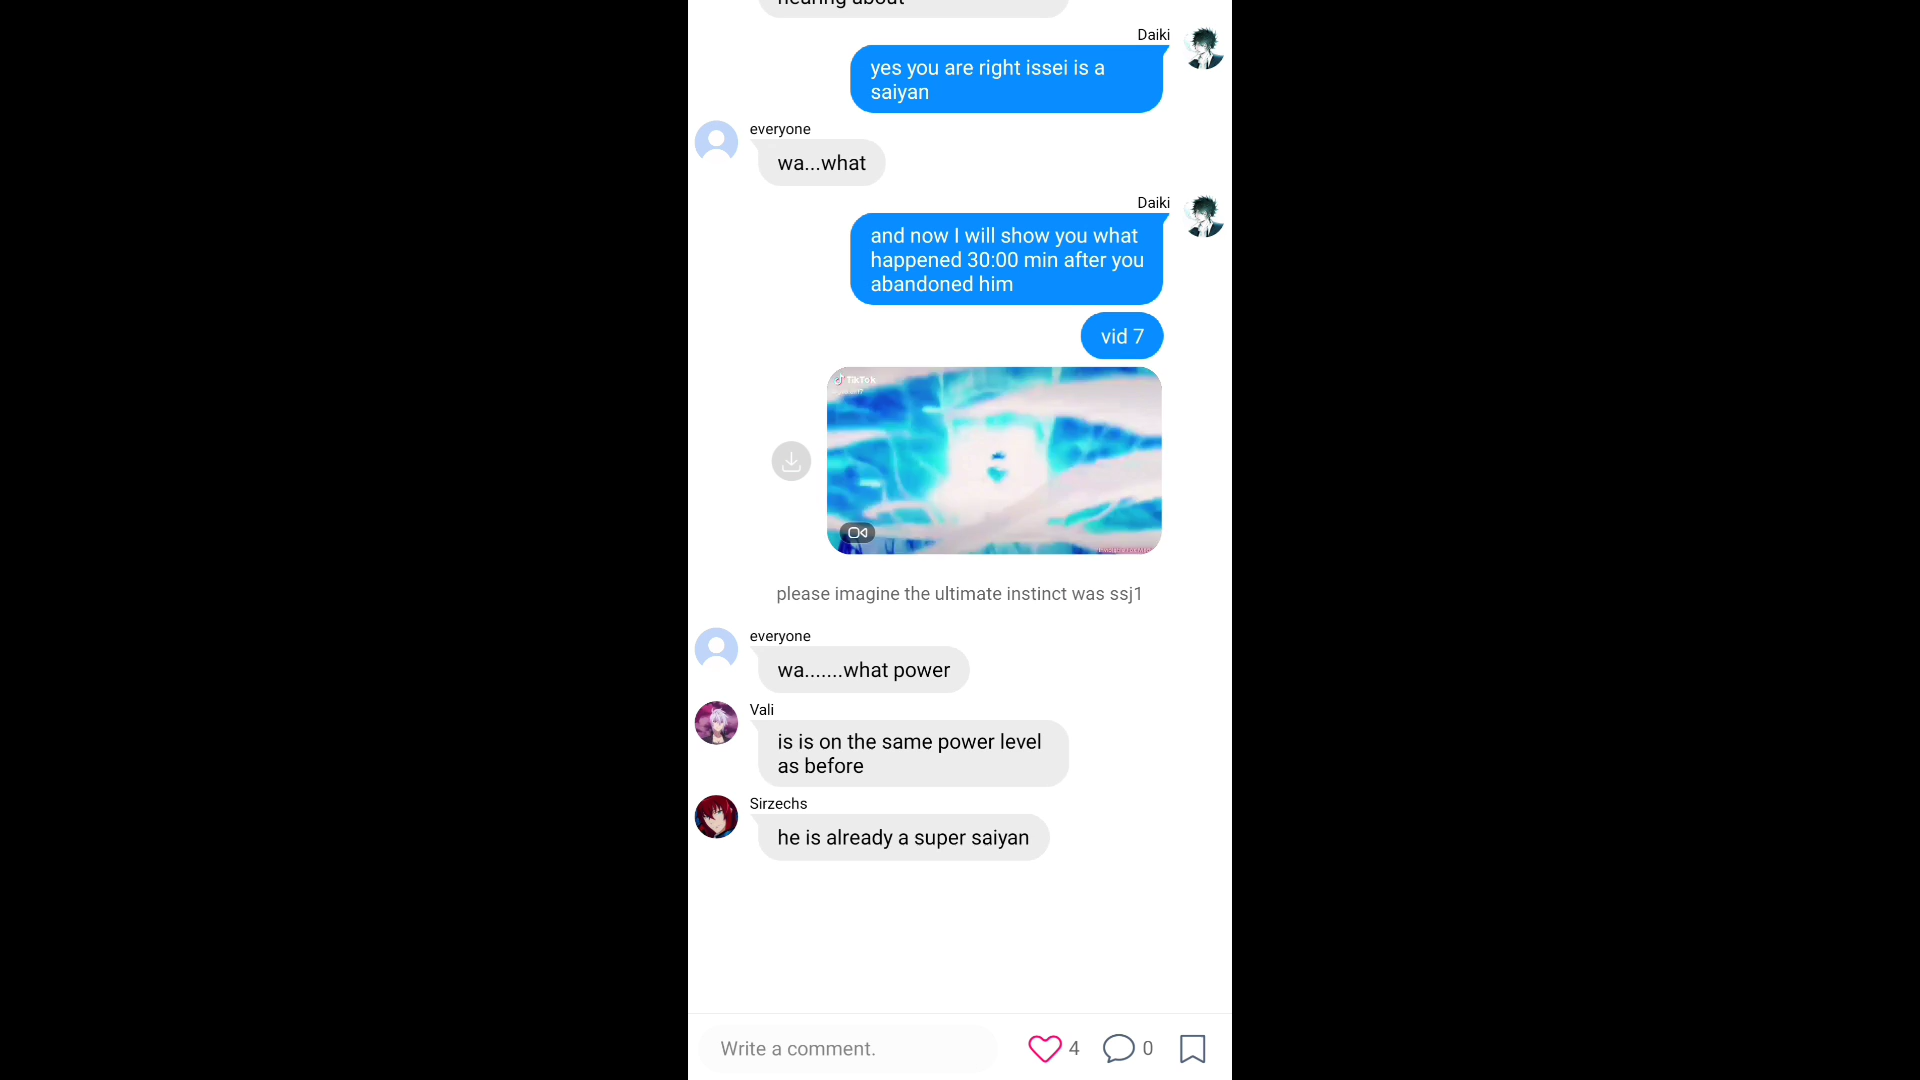 Daiki
yes you are right issei is a
saiyan
everyone
wa...what
Daiki
and now I will show you what
happened 30:00 min after you
abandoned him
vid 7
TikTok
please imagine the ultimate instinct was ssj1
everyone
wa.......what power
Vali
is is on the same power level
as before
Sirzechs
he is already a super saiyan
Write a comment.
4
0